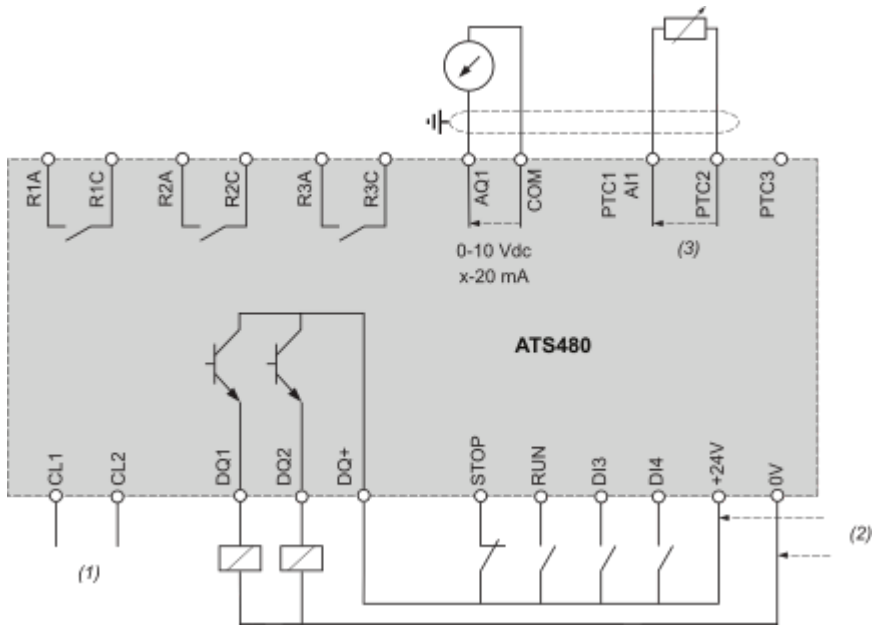 R1A
R1C
R2A
R2C
R3A
R3C
AQ1
COM
PTC1
AI1
PTC2
PTC3
0-10 Vdc
x-20 mA
(3)
ATS480
CL1
CL2
DQ1
DQ2
DQ+
STOP
RUN
DI3
DI4
+24V
0V
(1)
(2)